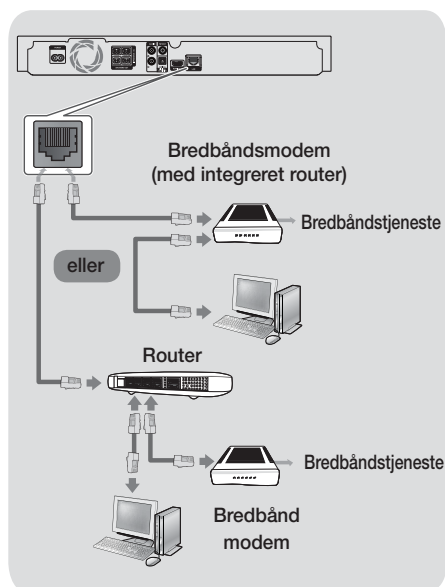 Bredbåndsmodem
(med integreret router)
Bredbåndstjeneste
eller
Router
Bredbåndstjeneste
Bredbånd
modem